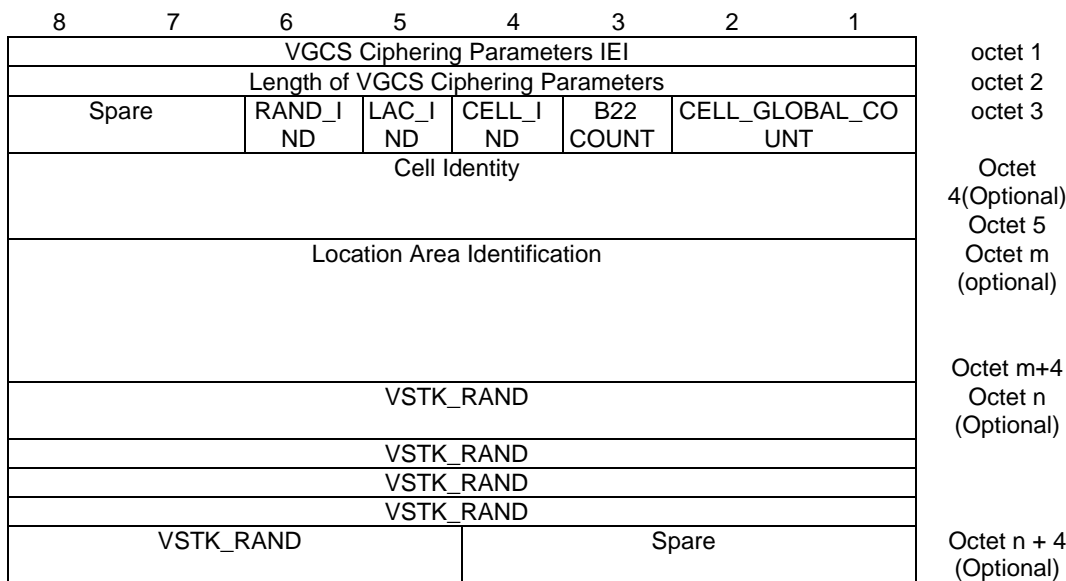 8 7 6 5 4 3 2 1
VGCS Ciphering Parameters IEI octet 1
Length of VGCS Ciphering Parameters octet 2
Spare RAND_I LAC_I CELL_I B22 CELL_GLOBAL_CO octet 3
ND ND ND COUNT UNT
Cell Identity Octet
4(Optional)
Octet 5
Location Area Identification Octet m
(optional)
Octet m+4
VSTK_RAND Octet n
(Optional)
VSTK_RAND
VSTK_RAND
VSTK_RAND
VSTK_RAND Spare Octet n + 4
(Optional)